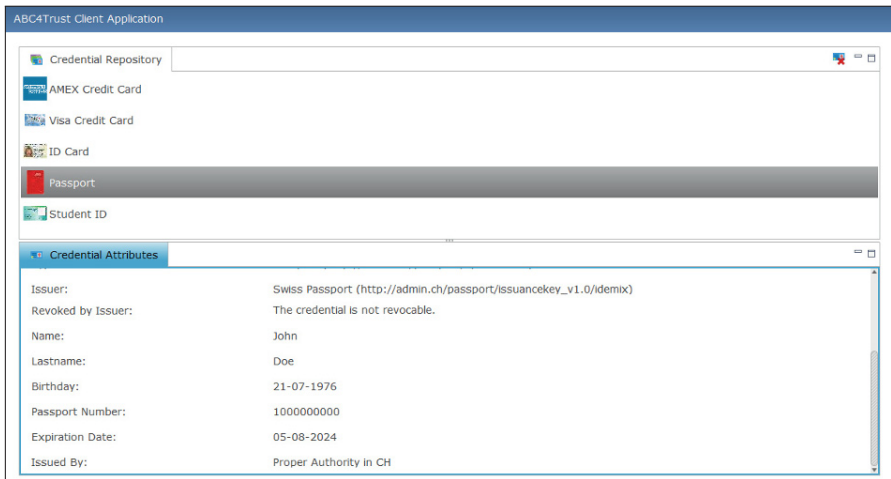 ABC4Trust Client Application
Credential Repository
AMEX Credit Card
Visa Credit Card
ID Card
Passport
Student ID
Credential Attributes
Issuer: Swiss Passport (http://admin.ch/passport/issuancekey_v1.0/idemix)
Revoked by Issuer: The credential is not revocable.
Name: John
Lastname: Doe
Birthday: 21-07-1976
Passport Number: 1000000000
Expiration Date: 05-08-2024
Issued By: Proper Authority in CH